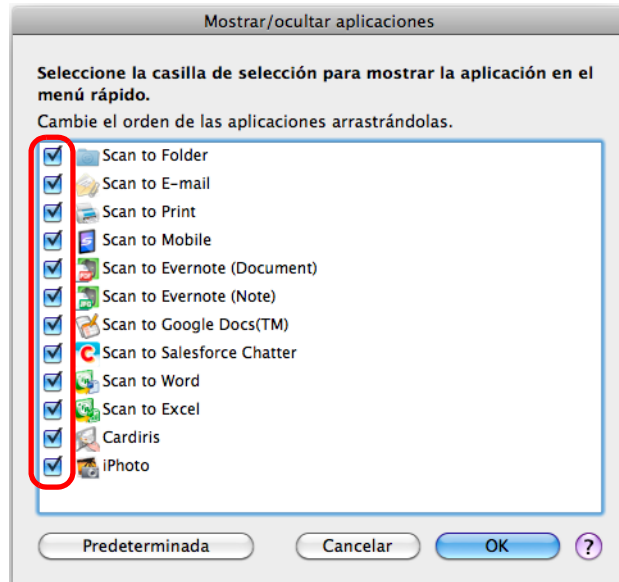 Mostrar/ocultar aplicaciones
Seleccione la casilla de selección para mostrar la aplicación en el
menú rápido.
Cambie el orden de las aplicaciones arrastrándolas.
Scan to Folder
Scan to E-mail
Scan to Print
Scan to Mobile
Scan to Evernote (Document)
Scan to Evernote (Note)
Scan to Google Docs(TM)
Scan to Salesforce Chatter
Scan to Word
Scan to Excel
Cardiris
iPhoto
Predeterminada Cancelar OK ?